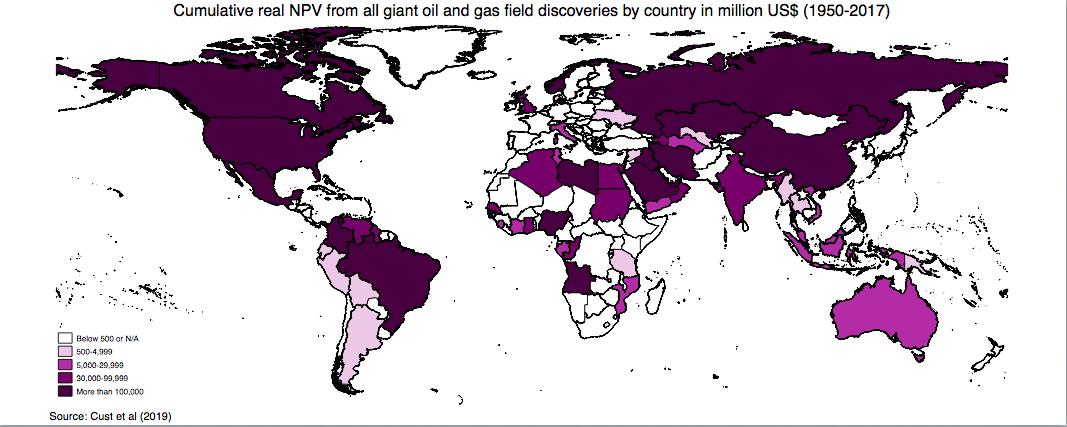 Cumulative real NPV from all giant oil and gas field discoveries by country in million US$ (1950-2017)
Below 500 or N/A
500-4,999
5,000-29,999
30,000-99,999
More than 100,000
Source: Cust et al (2019)